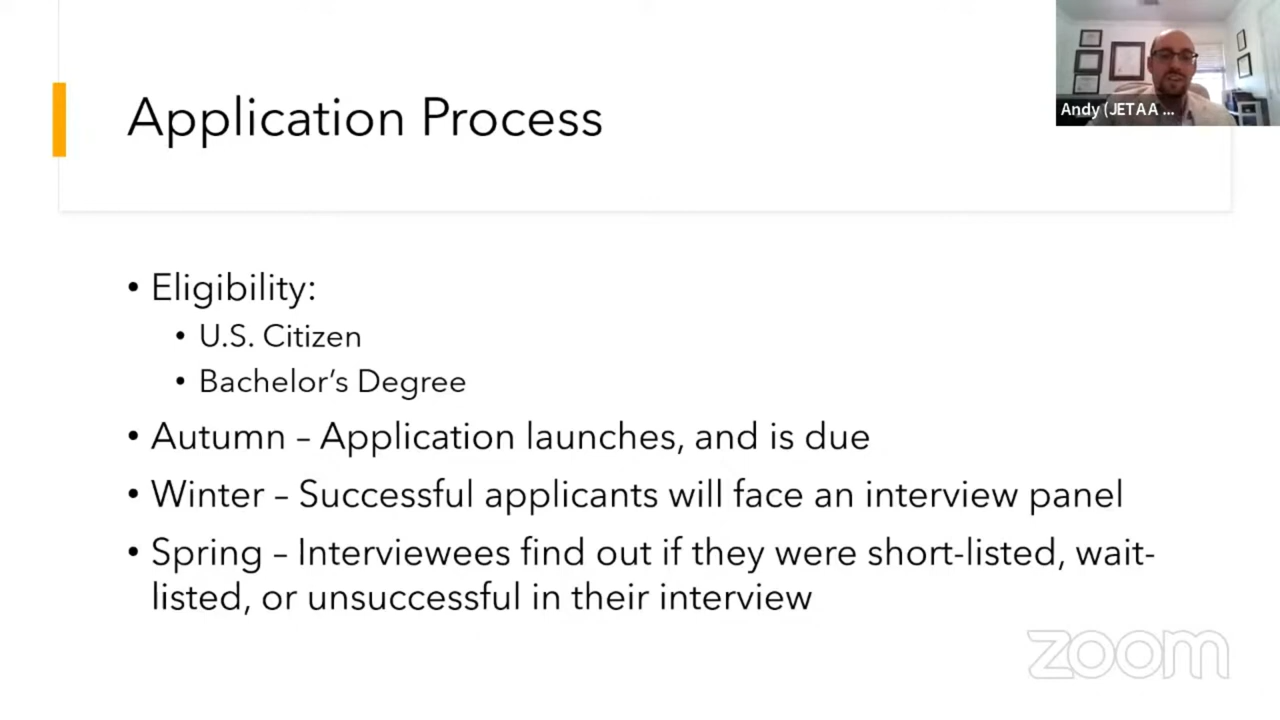 Andy (JETAA ...
Application Process
• Eligibility:
• U.S. Citizen
• Bachelor’s Degree
• Autumn – Application launches, and is due
• Winter – Successful applicants will face an interview panel
• Spring – Interviewees find out if they were short-listed, wait-
listed, or unsuccessful in their interview
zoom